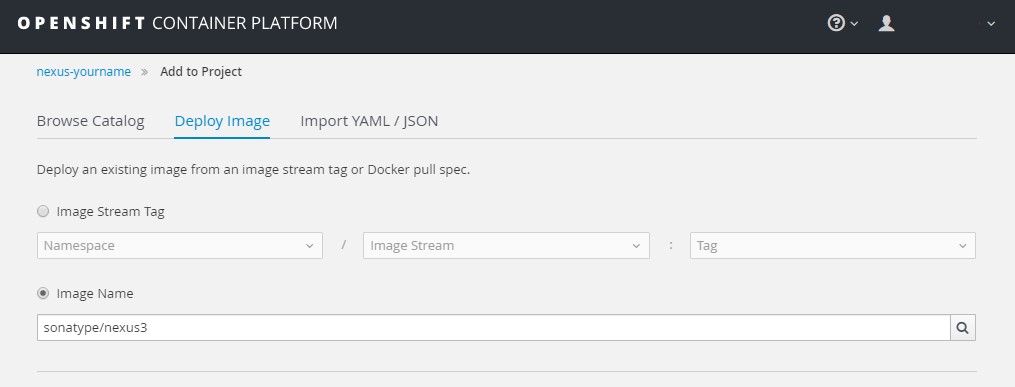 OPENSHIFT CONTAINER PLATFORM
nexus-yourname » Add to Project
Browse Catalog Deploy Image Import YAML / JSON
Deploy an existing image from an image stream tag or Docker pull spec.
Image Stream Tag
Namespace / Image Stream : Tag
Image Name
sonatype/nexus3